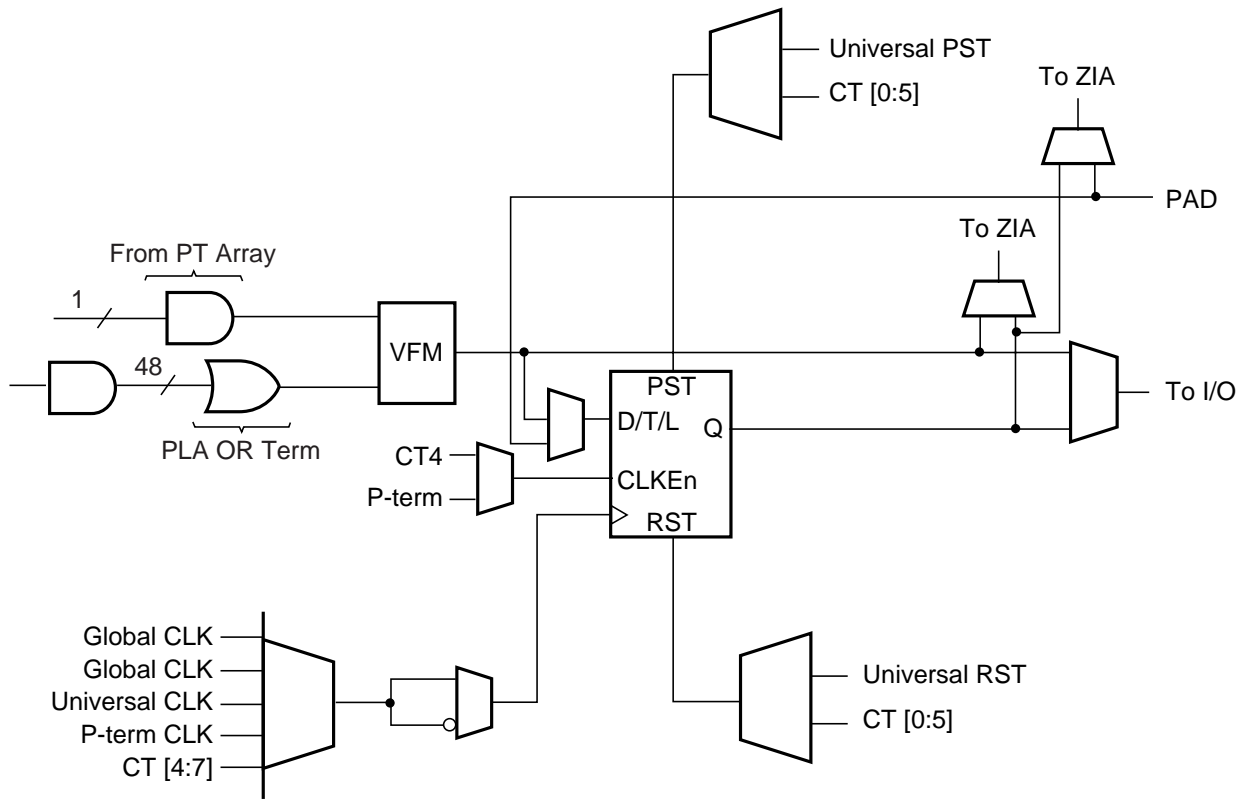 Universal PST
CT [0:5]
To ZIA
PAD
To ZIA
From PT Array
1
VFM
48
PLA OR Term
To I/O
PST
D/T/L
Q
CT4
CLKEn
P-term
RST
Global CLK
Global CLK
Universal CLK
P-term CLK
CT [4:7]
Universal RST
CT [0:5]